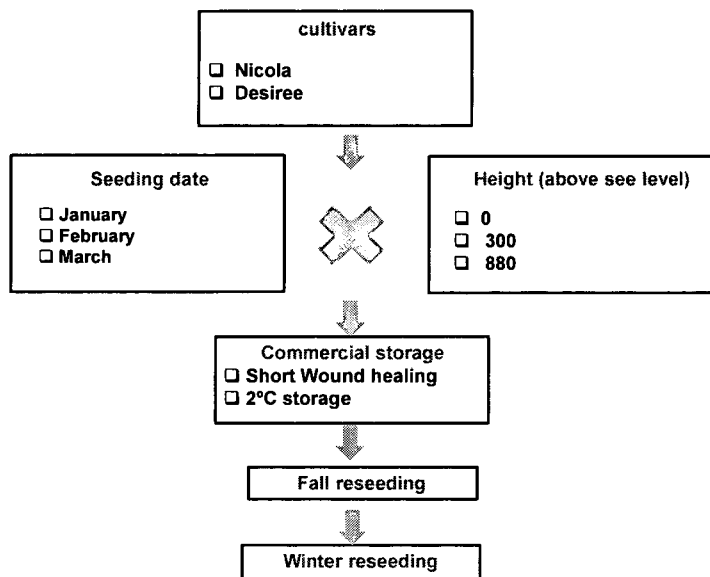 cultivars
❑ Nicola
❑ Desiree
Seeding date
❑ January
❑ February
❑ March
Height (above see level)
❑ 0
❑ 300
❑ 880
Commercial storage
❑ Short Wound healing
❑ 2ºC storage
Fall reseeding
Winter reseeding